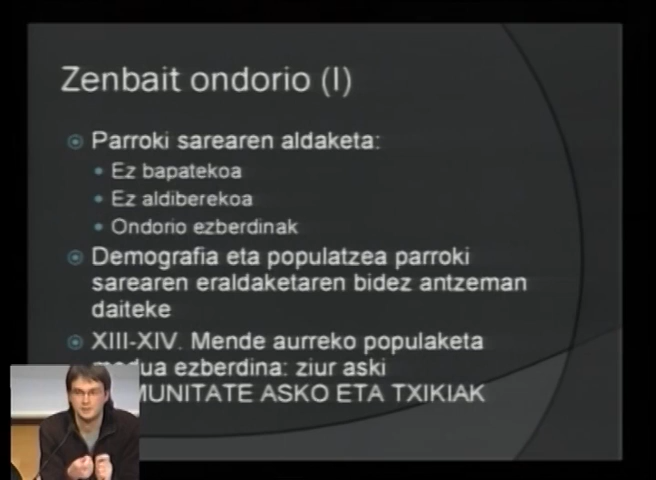 Zenbait ondorio (I)
Parroki sarearen aldaketa:
Ez bapatekoa
Ez aldiberekoa
Ondorio ezberdinak
Demografia eta populatzea parroki
sarearen eraldaketaren bidez antzeman
daiteke
XIII-XIV. Mende aurreko populaketa
ezberdina: ziur aski
ASKO ETA TXIKIAK